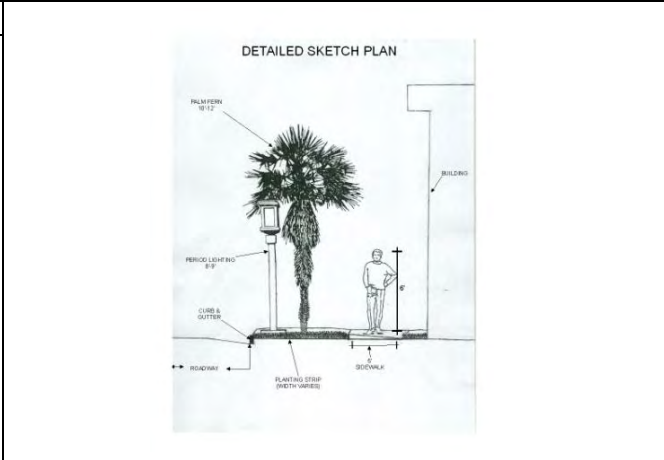 DETAILED SKETCH PLAN
PALM FERN
10'-12'
BUILDING
PERIOD LIGHTING
8'-9'
6'
CURB &
GUTTER
ROADWAY
6'
SIDEWALK
PLANTING STRIP
(WIDTH VARIES)